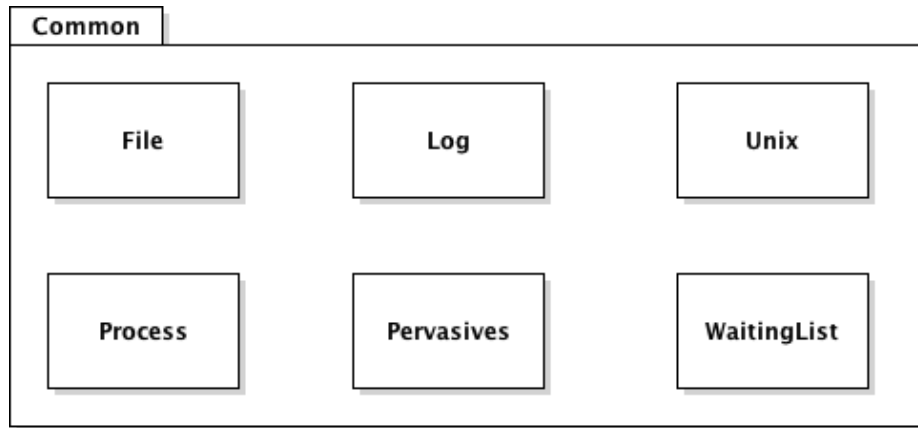 Common
File
Log
Unix
Process
Pervasives
WaitingList